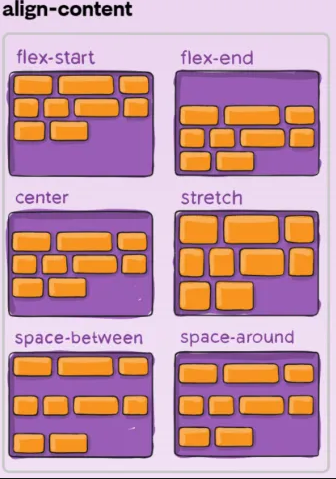 align-content
flex-start
flex-end
center
stretch
space-between
space-around